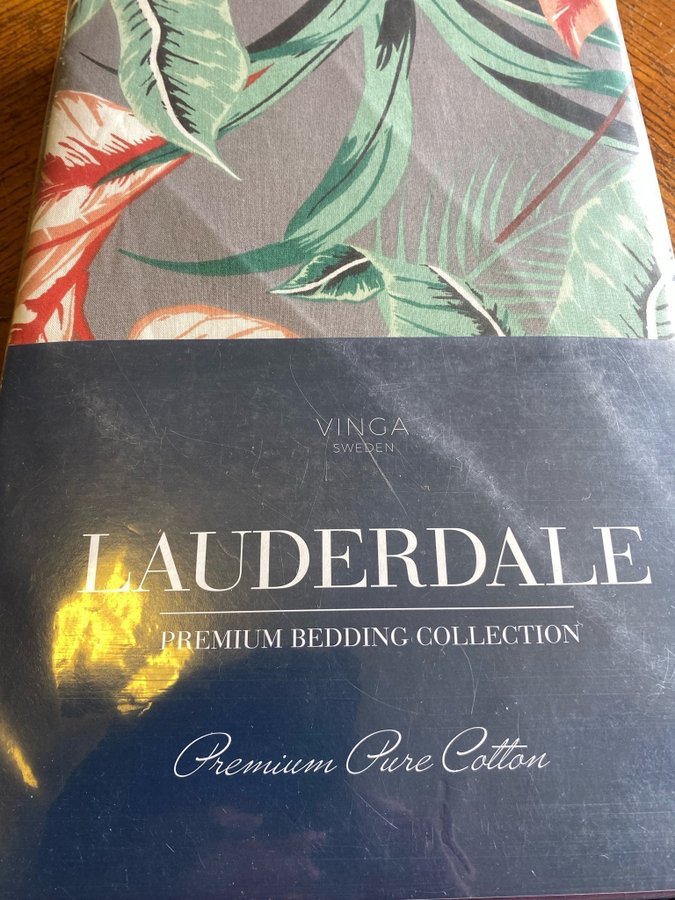 VINGA
SWEDEN
LAUDERDALE
PREMIUM BEDDING COLLECTION
Premium Pure Cotton